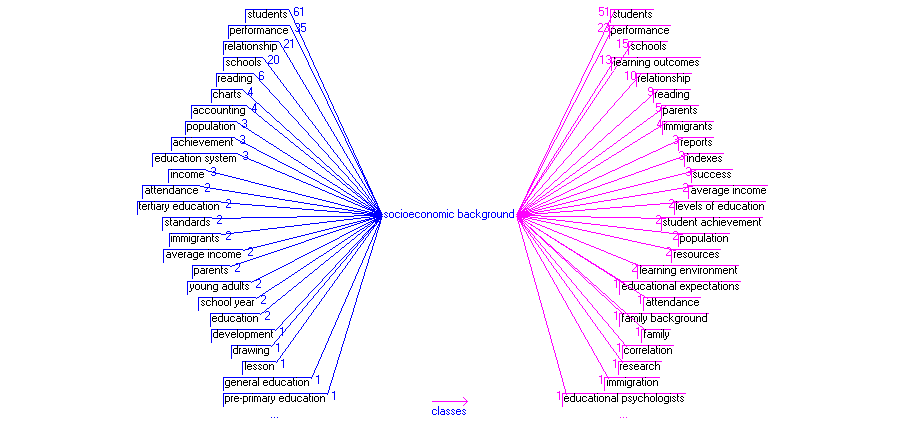 students 61
performance 35
relationship 21
schools 20
reading 6
charts 4
accounting 4
population 3
achievement 3
education system 3
income 3
attendance 2
tertiary education 2
standards 2
immigrants 2
average income 2
parents 2
young adults 2
school year 2
education 2
development 1
drawing 1
lesson 1
general education 1
pre-primary education 1
...
socioeconomic background
classes
51 students
23 performance
15 schools
13 learning outcomes
10 relationship
9 reading
5 parents
4 immigrants
3 reports
3 indexes
3 success
2 average income
2 levels of education
2 student achievement
2 population
2 resources
2 learning environment
1 educational expectations
1 attendance
1 family background
1 family
1 correlation
1 research
1 immigration
1 educational psychologists
...